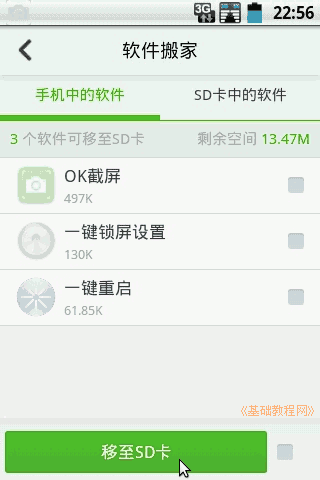 3G 22:56
软件搬家
手机中的软件 SD卡中的软件
3 个软件可移至SD卡 剩余空间 13.47M
OK截屏
497K
一键锁屏设置
130K
一键重启
61.85K
《基础教程网》
移至SD卡